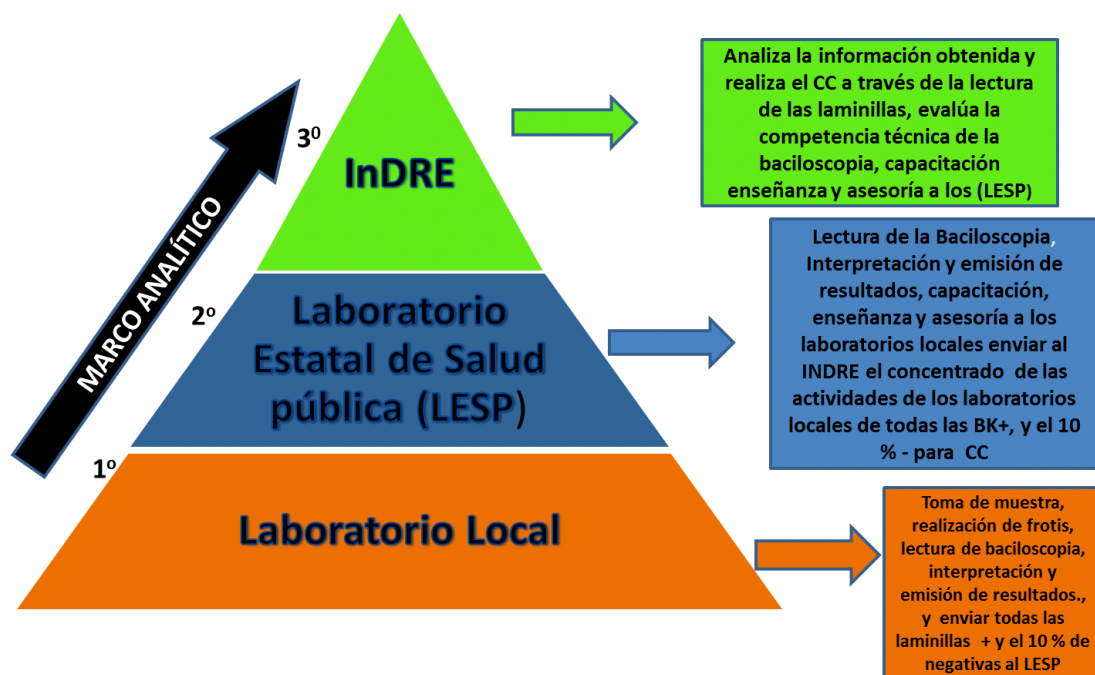 MARCO ANALÍTICO
3⁰
InDRE
Analiza la información obtenida y
realiza el CC a través de la lectura
de las laminillas, evalúa la
competencia técnica de la
baciloscopia, capacitación
enseñanza y asesoría a los (LESP)
2º
Laboratorio
Estatal de Salud
pública (LESP)
Lectura de la Baciloscopia,
Interpretación y emisión de
resultados, capacitación,
enseñanza y asesoría a los
laboratorios locales enviar al
INDRE el concentrado de las
actividades de los laboratorios
locales de todas las BK+, y el 10
% - para CC
1º
Laboratorio Local
Toma de muestra,
realización de frotis,
lectura de baciloscopia,
interpretación y
emisión de resultados.,
y enviar todas las
laminillas + y el 10 % de
negativas al LESP